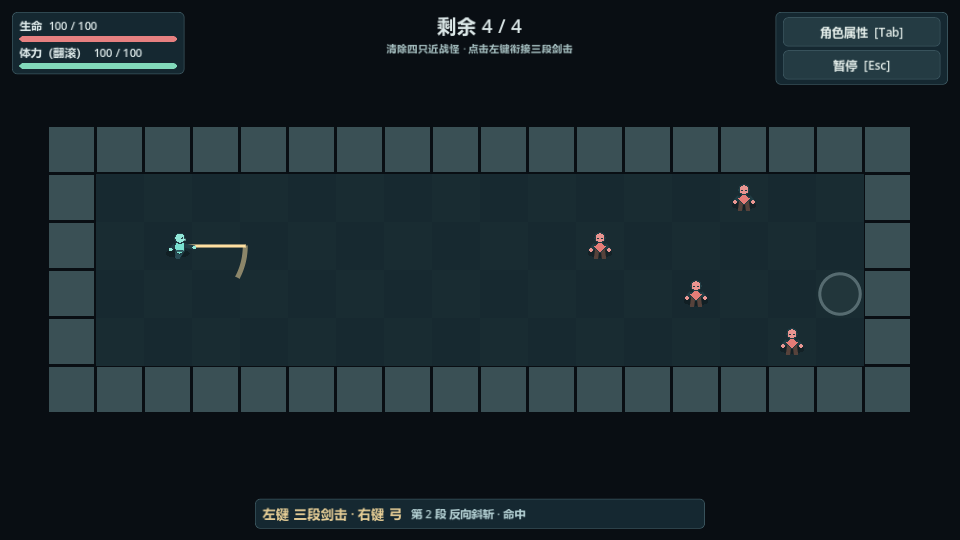 生命 100 / 100
体力（翻滚） 100 / 100
剩余 4 / 4
清除四只近战怪 · 点击左键衔接三段剑击
角色属性 [Tab]
暂停 [Esc]
左键 三段剑击 · 右键 弓 第 2 段 反向斜斩 · 命中